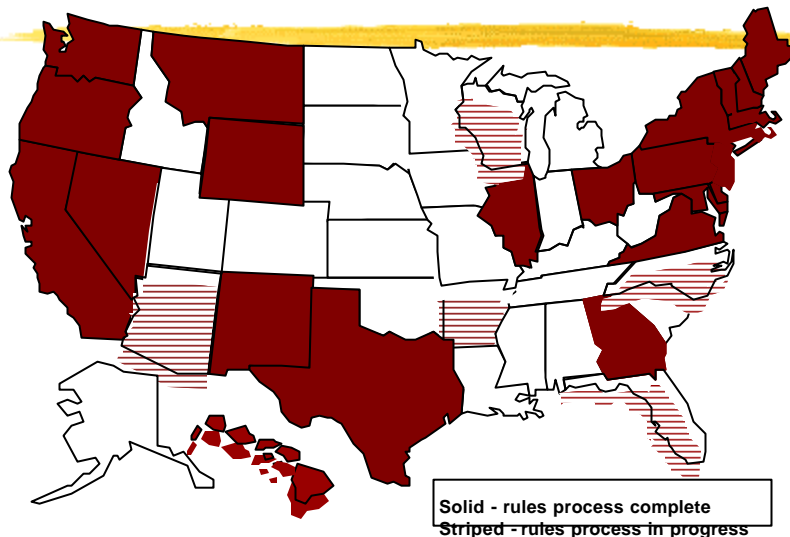 Solid - rules process complete
Striped - rules process in progress